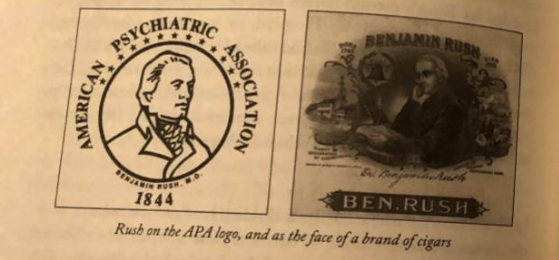 AMERICAN PSYCHIATRIC ASSOCIATION
BENJAMIN RUSH, M.D.
1844
BENJAMIN RUSH
Dr. Benjamin Rush
BEN. RUSH
Rush on the APA logo, and as the face of a brand of cigars